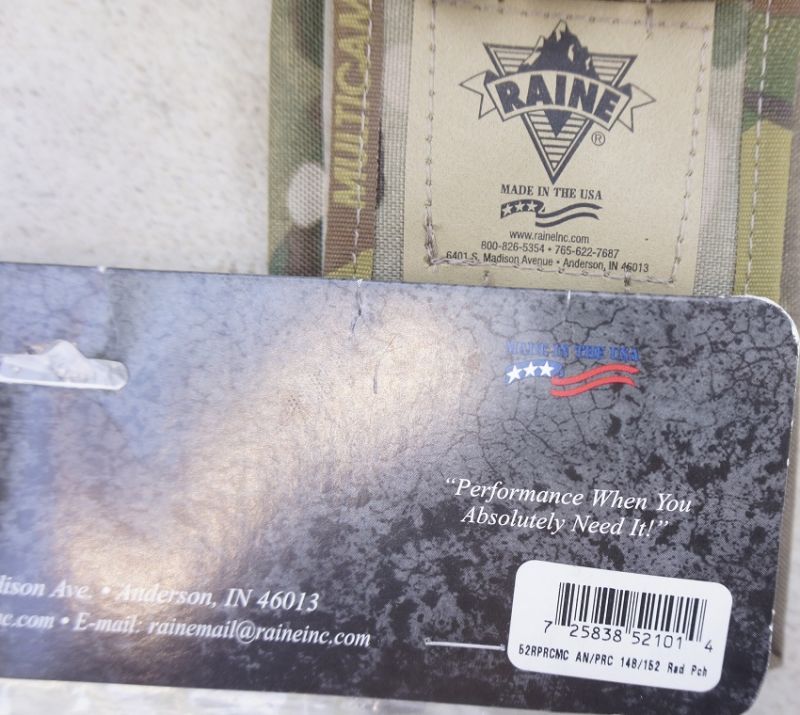 MULTICAM
RAINE
®
MADE IN THE USA
www.raineinc.com
800-826-5354 • 765-622-7687
6401 S. Madison Avenue • Anderson, IN 46013
MADE IN THE USA
“Performance When You
Absolutely Need It!”
dison Ave. • Anderson, IN 46013
c.com • E-mail: rainemail@raineinc.com
7 25838 52101 4
52RPRCMC AN/PRC 148/152 Rad Pch